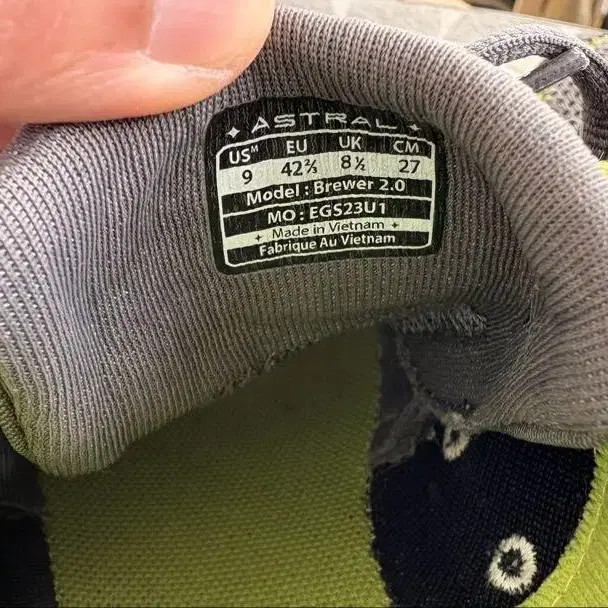 ASTRAL
USM EU UK CM
9 42⅔ 8½ 27
Model : Brewer 2.0
MO : EGS23U1
Made in Vietnam
Fabrique Au Vietnam